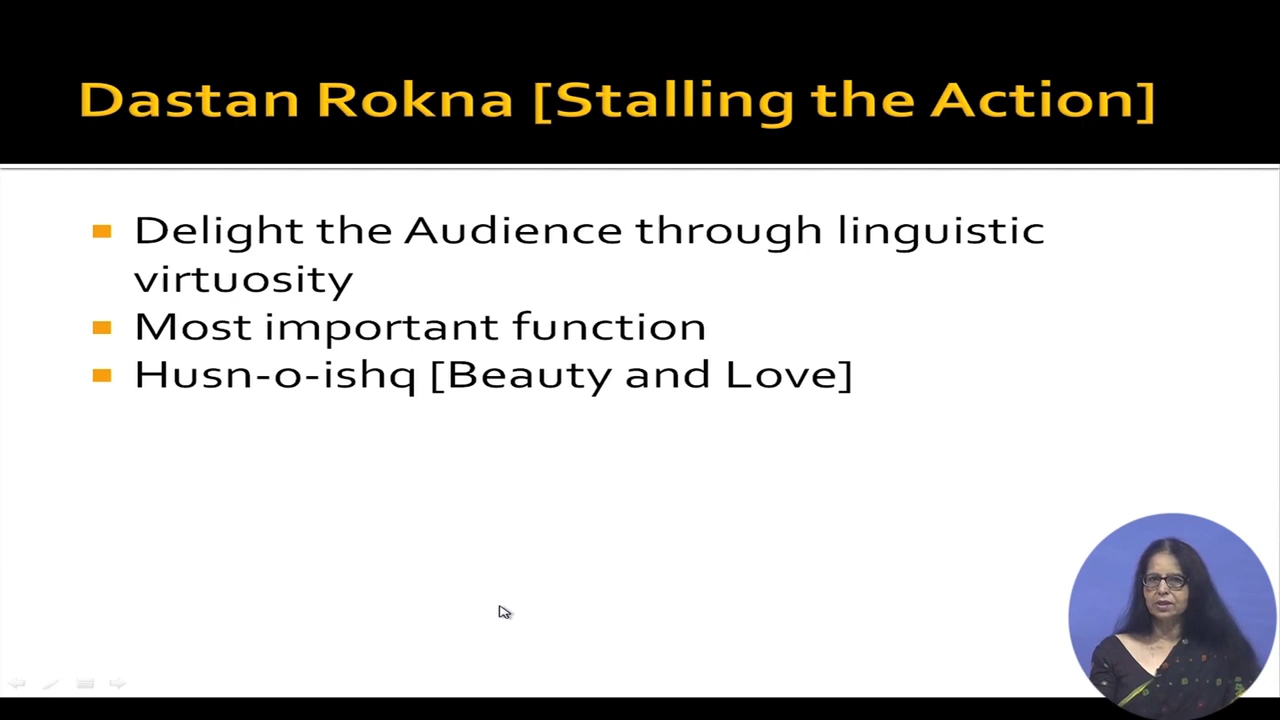 Dastan Rokna [Stalling the Action]
Delight the Audience through linguistic
virtuosity
Most important function
Husn-o-ishq [Beauty and Love]